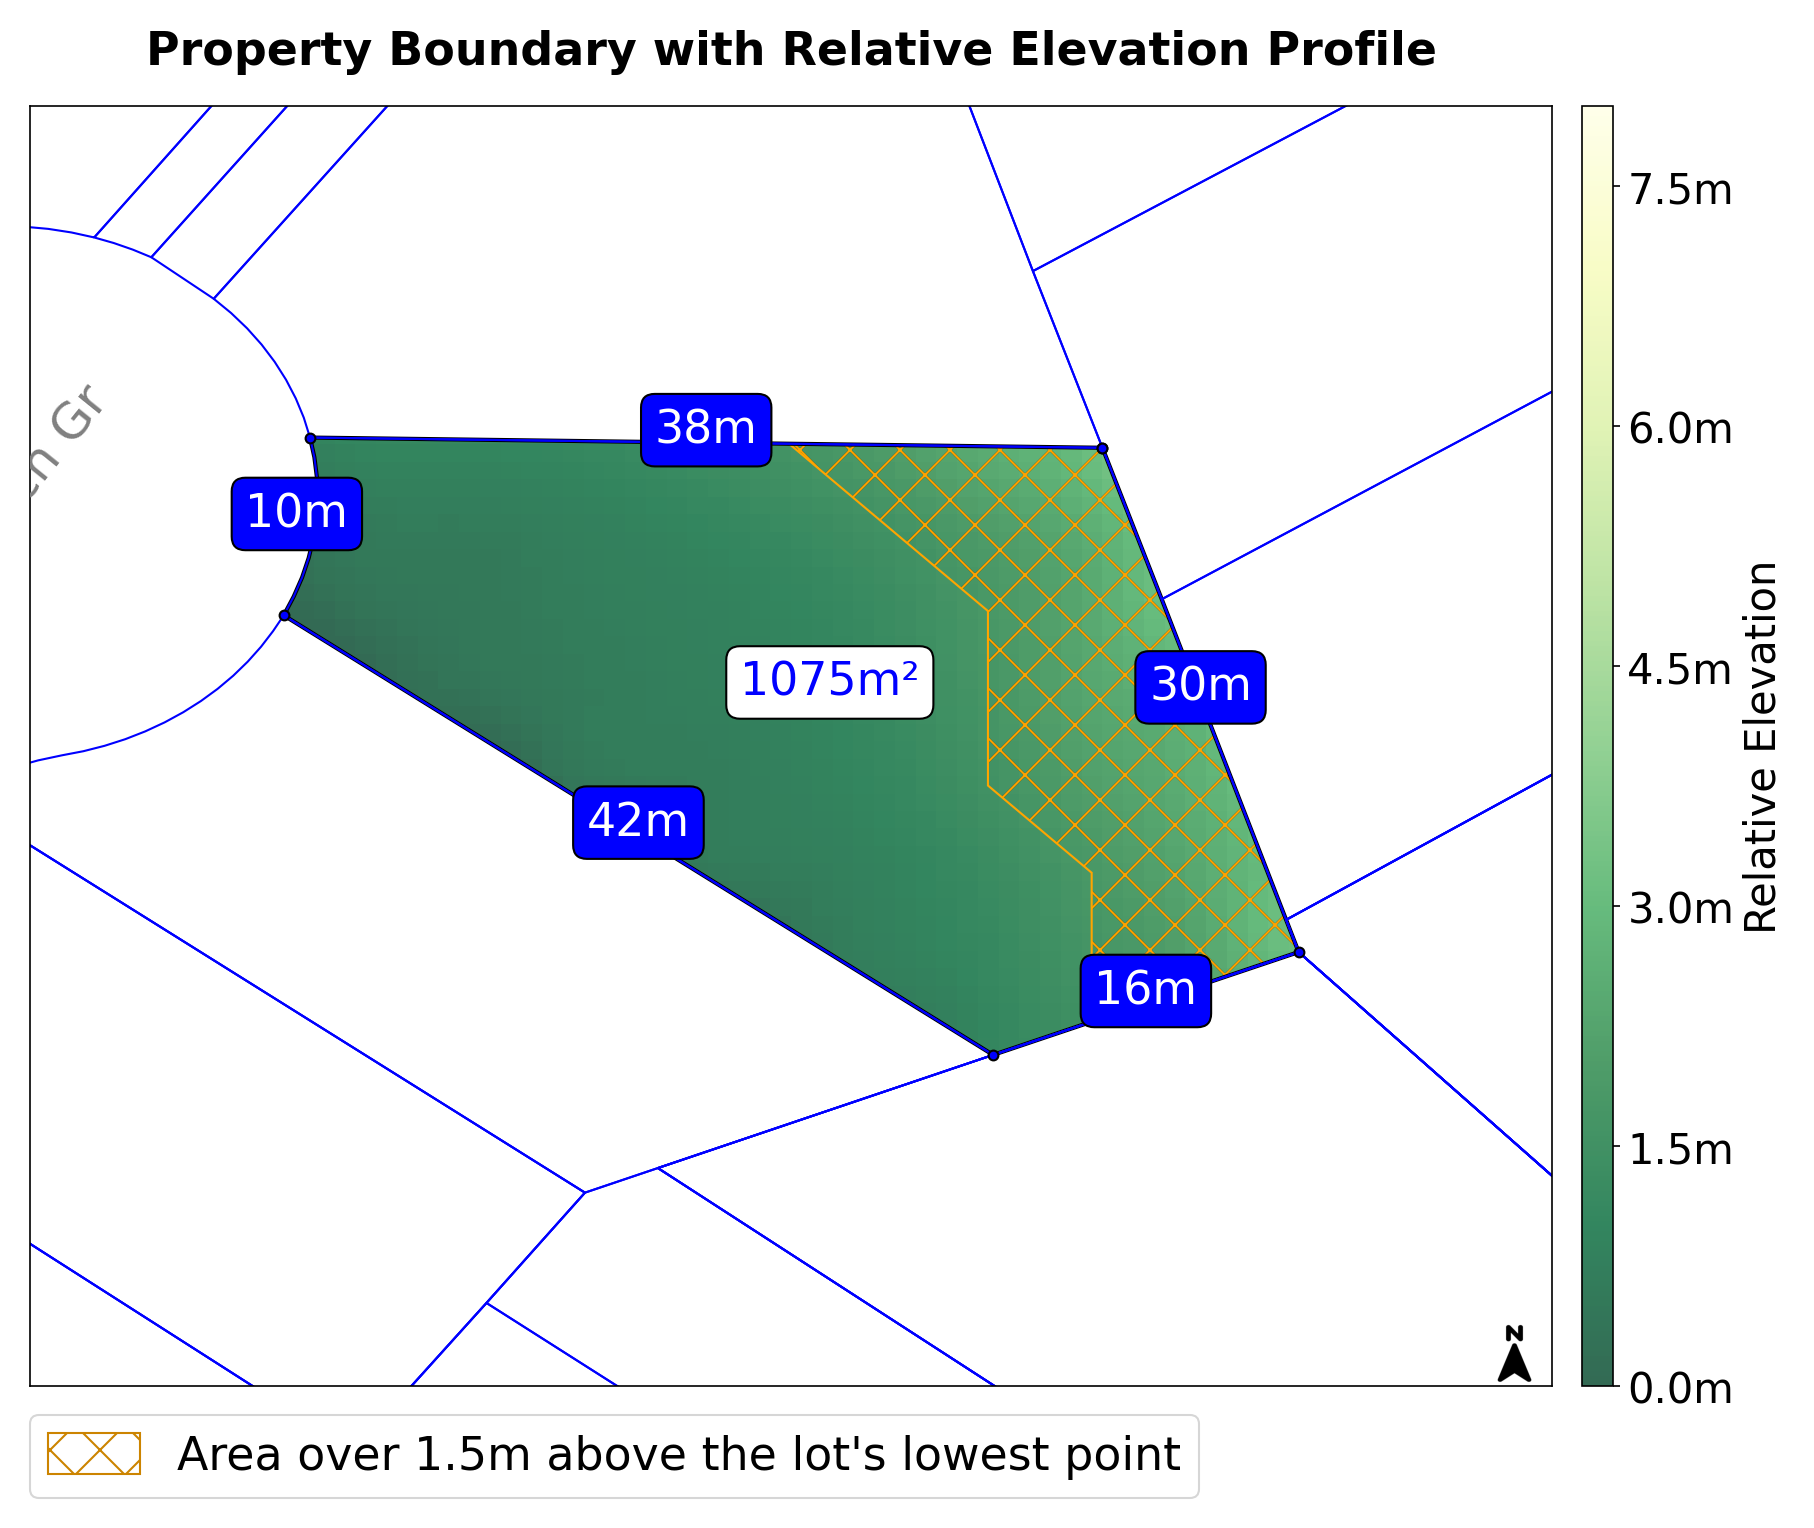 Property Boundary with Relative Elevation Profile
38m
10m
1075m²
30m
42m
16m
Gr
7.5m
6.0m
4.5m
3.0m
1.5m
0.0m
Relative Elevation
N
Area over 1.5m above the lot's lowest point